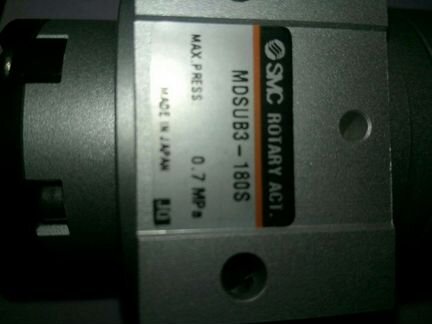 SMC ROTARY ACT.
MDSUB3-180S
MAX.PRESS 0.7 MPa
MADE IN JAPAN